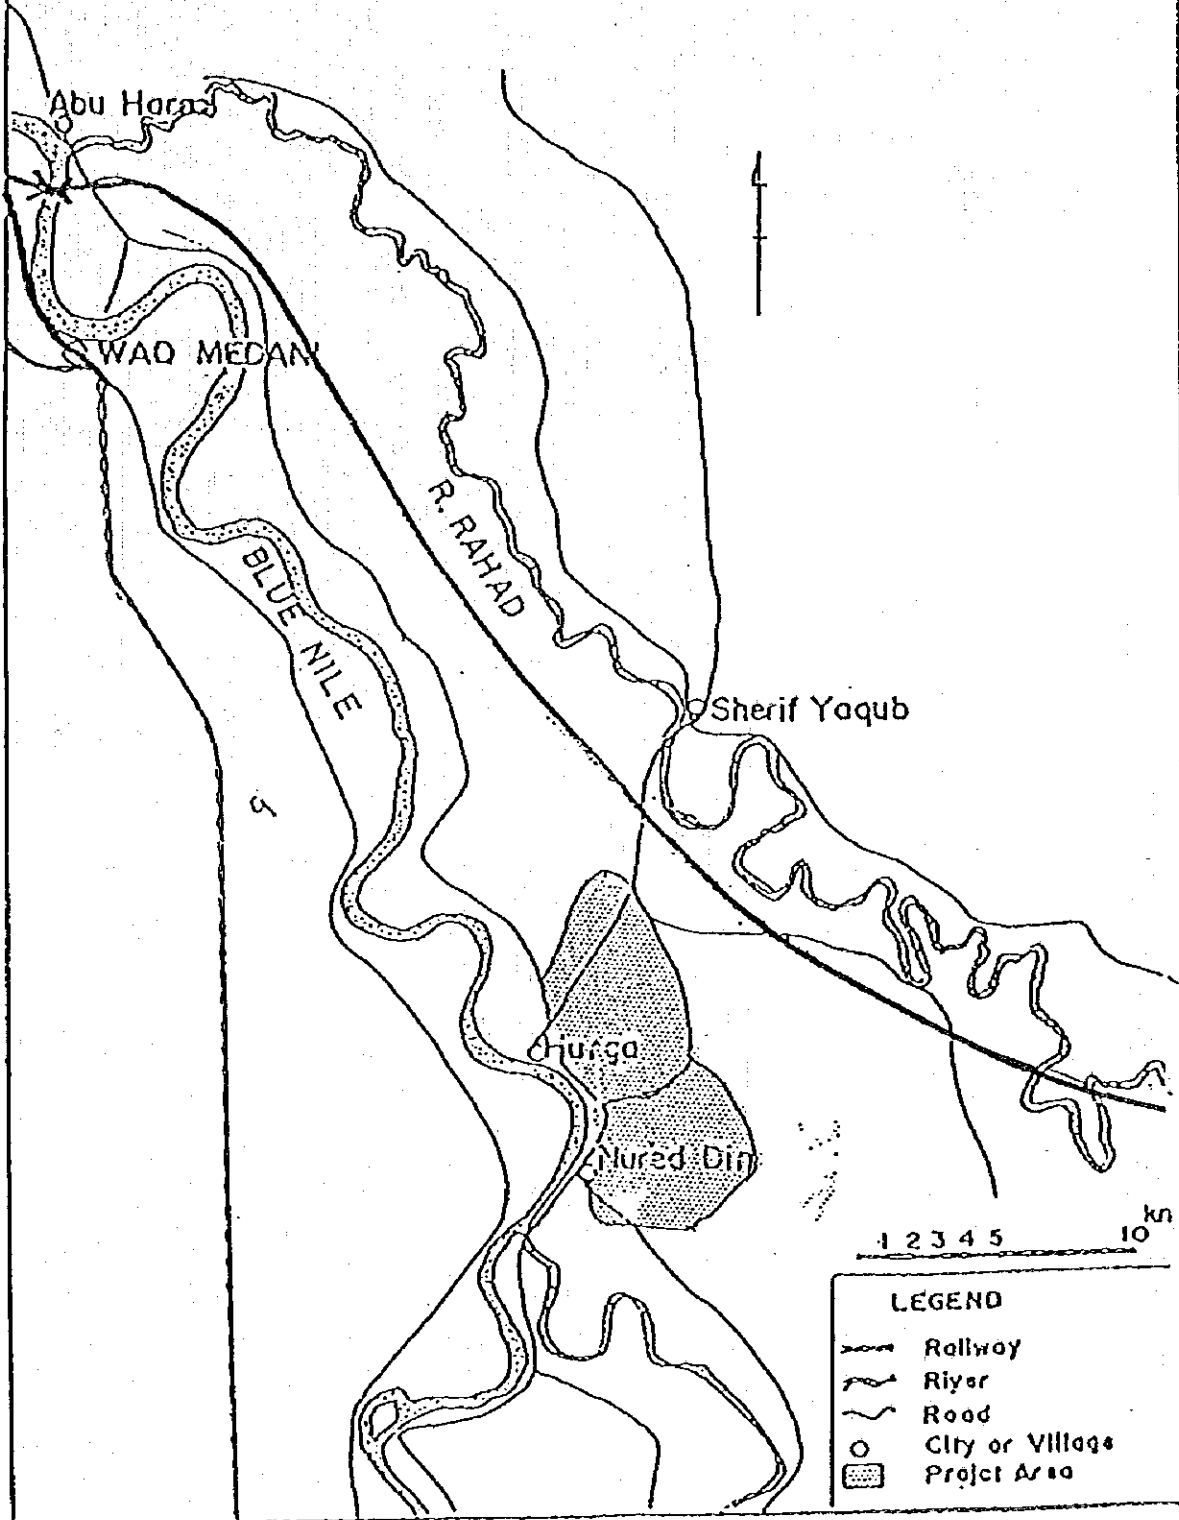 Abu Haraz
WAD MEDANI
R. RAHAD
BLUE NILE
Sherif Yaqub
Hurga
Nured Din
1 2 3 4 5 10 km
LEGEND
Railway
River
Road
City or Village
Projct Area